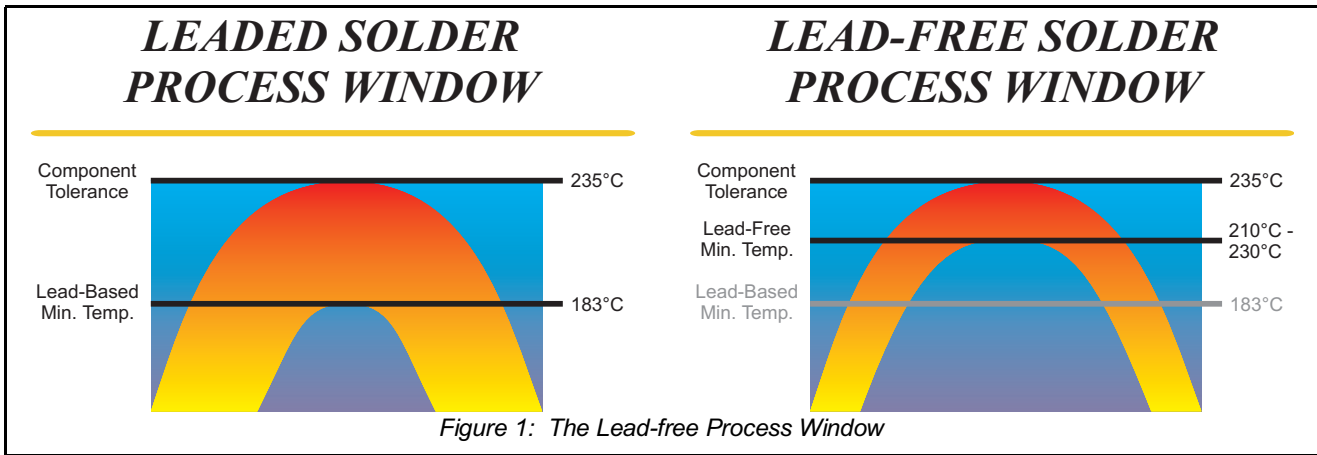 LEADED SOLDER
PROCESS WINDOW
Component
Tolerance
235°C
Lead-Based
Min. Temp.
183°C
LEAD-FREE SOLDER
PROCESS WINDOW
Component
Tolerance
235°C
Lead-Free
Min. Temp.
210°C -
230°C
Lead-Based
Min. Temp.
183°C
Figure 1: The Lead-free Process Window